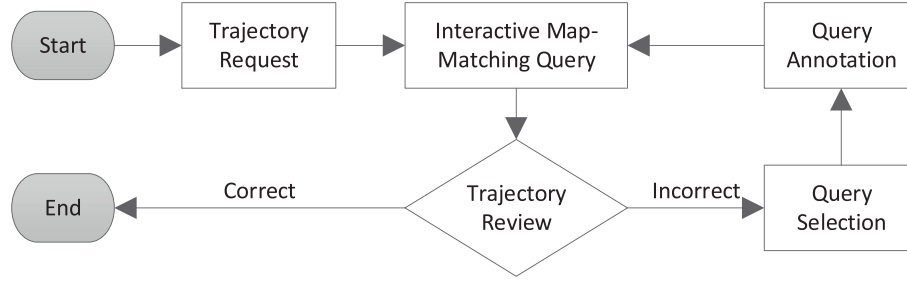 Start
Trajectory
Request
Interactive Map-
Matching Query
Query
Annotation
End
Correct
Trajectory
Review
Incorrect
Query
Selection